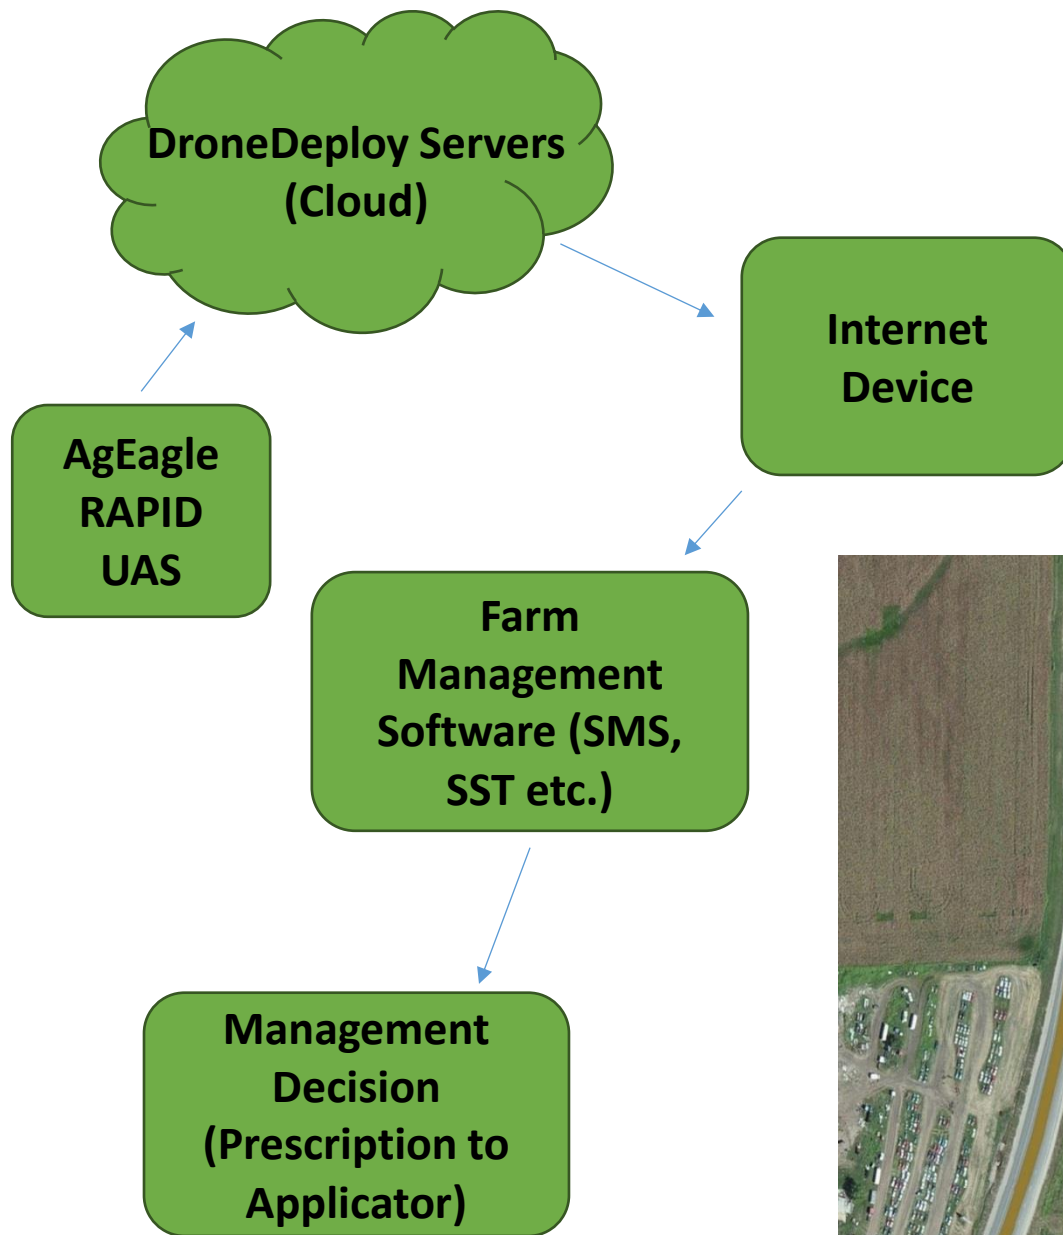 DroneDeploy Servers
(Cloud)
Internet
Device
AgEagle
RAPID
UAS
Farm
Management
Software (SMS,
SST etc.)
Management
Decision
(Prescription to
Applicator)